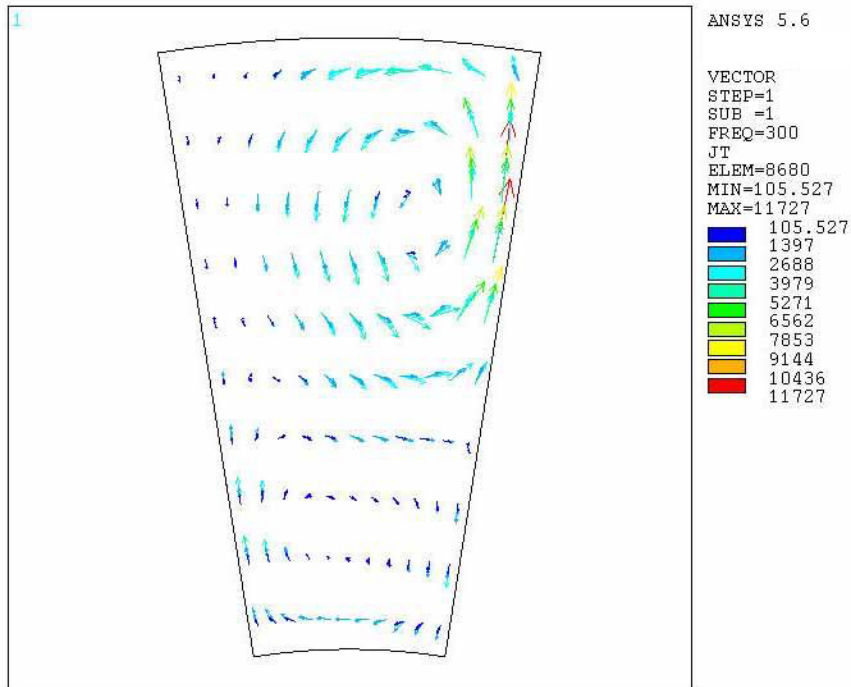 1
ANSYS 5.6
VECTOR
STEP=1
SUB =1
FREQ=300
JT
ELEM=8680
MIN=105.527
MAX=11727
105.527
1397
2688
3979
5271
6562
7853
9144
10436
11727